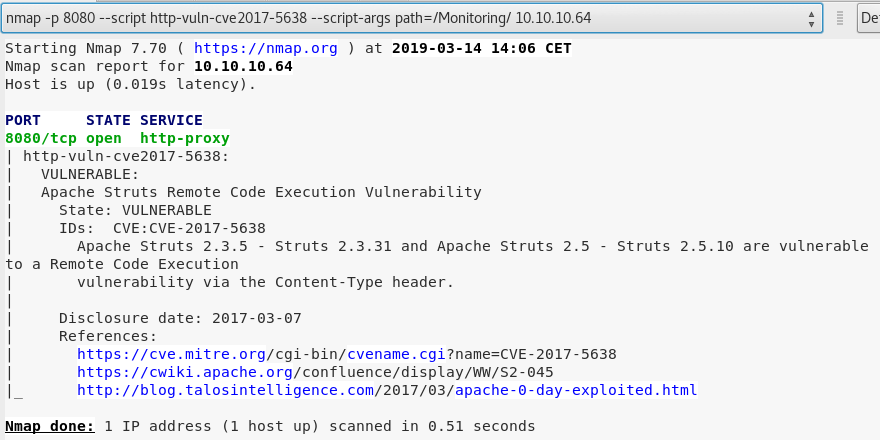 nmap -p 8080 --script http-vuln-cve2017-5638 --script-args path=/Monitoring/ 10.10.10.64
Starting Nmap 7.70 ( https://nmap.org ) at 2019-03-14 14:06 CET
Nmap scan report for 10.10.10.64
Host is up (0.019s latency).
PORT     STATE SERVICE
8080/tcp open  http-proxy
| http-vuln-cve2017-5638:
|   VULNERABLE:
|   Apache Struts Remote Code Execution Vulnerability
|     State: VULNERABLE
|     IDs:  CVE:CVE-2017-5638
|       Apache Struts 2.3.5 - Struts 2.3.31 and Apache Struts 2.5 - Struts 2.5.10 are vulnerable
to a Remote Code Execution
|       vulnerability via the Content-Type header.
|
|     Disclosure date: 2017-03-07
|     References:
|       https://cve.mitre.org/cgi-bin/cvename.cgi?name=CVE-2017-5638
|       https://cwiki.apache.org/confluence/display/WW/S2-045
|_      http://blog.talosintelligence.com/2017/03/apache-0-day-exploited.html
Nmap done: 1 IP address (1 host up) scanned in 0.51 seconds